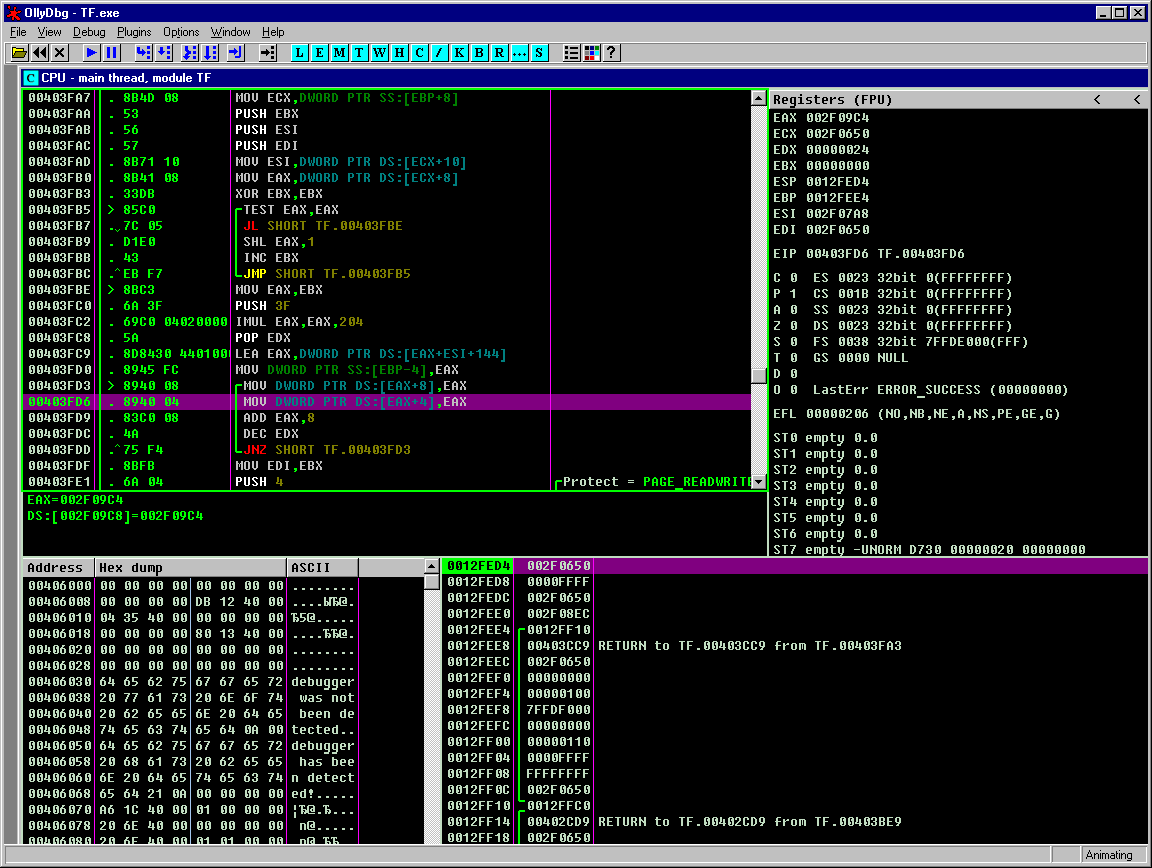 OllyDbg - TF.exe
File View Debug Plugins Options Window Help
L E M T W H C / K B R ... S ?
C CPU - main thread, module TF
00403FA7 . 8B4D 08 MOV ECX,DWORD PTR SS:[EBP+8]
00403FAA . 53 PUSH EBX
00403FAB . 56 PUSH ESI
00403FAC . 57 PUSH EDI
00403FAD . 8B71 10 MOV ESI,DWORD PTR DS:[ECX+10]
00403FB0 . 8B41 08 MOV EAX,DWORD PTR DS:[ECX+8]
00403FB3 . 33DB XOR EBX,EBX
00403FB5 > 85C0 TEST EAX,EAX
00403FB7 .˅7C 05 JL SHORT TF.00403FBE
00403FB9 . D1E0 SHL EAX,1
00403FBB . 43 INC EBX
00403FBC .^EB F7 JMP SHORT TF.00403FB5
00403FBE > 8BC3 MOV EAX,EBX
00403FC0 . 6A 3F PUSH 3F
00403FC2 . 69C0 04020000 IMUL EAX,EAX,204
00403FC8 . 5A POP EDX
00403FC9 . 8D8430 4401000 LEA EAX,DWORD PTR DS:[EAX+ESI+144]
00403FD0 . 8945 FC MOV DWORD PTR SS:[EBP-4],EAX
00403FD3 > 8940 08 MOV DWORD PTR DS:[EAX+8],EAX
00403FD6 . 8940 04 MOV DWORD PTR DS:[EAX+4],EAX
00403FD9 . 83C0 08 ADD EAX,8
00403FDC . 4A DEC EDX
00403FDD .^75 F4 JNZ SHORT TF.00403FD3
00403FDF . 8BFB MOV EDI,EBX
00403FE1 . 6A 04 PUSH 4 Protect = PAGE_READWRITE
EAX=002F09C4
DS:[002F09C8]=002F09C4
Registers (FPU) < <
EAX 002F09C4
ECX 002F0650
EDX 00000024
EBX 00000000
ESP 0012FED4
EBP 0012FEE4
ESI 002F07A8
EDI 002F0650
EIP 00403FD6 TF.00403FD6
C 0 ES 0023 32bit 0(FFFFFFFF)
P 1 CS 001B 32bit 0(FFFFFFFF)
A 0 SS 0023 32bit 0(FFFFFFFF)
Z 0 DS 0023 32bit 0(FFFFFFFF)
S 0 FS 0038 32bit 7FFDE000(FFF)
T 0 GS 0000 NULL
D 0
O 0 LastErr ERROR_SUCCESS (00000000)
EFL 00000206 (NO,NB,NE,A,NS,PE,GE,G)
ST0 empty 0.0
ST1 empty 0.0
ST2 empty 0.0
ST3 empty 0.0
ST4 empty 0.0
ST5 empty 0.0
ST6 empty 0.0
ST7 empty -UNORM D730 00000020 00000000
Address Hex dump ASCII
00406000 00 00 00 00 00 00 00 00 ........
00406008 00 00 00 00 DB 12 40 00 ....Ы‡@.
00406010 04 35 40 00 00 00 00 00 Ђ5@.....
00406018 00 00 00 00 80 13 40 00 ....ЂЂ@.
00406020 00 00 00 00 00 00 00 00 ........
00406028 00 00 00 00 00 00 00 00 ........
00406030 64 65 62 75 67 67 65 72 debugger
00406038 20 77 61 73 20 6E 6F 74 was not
00406040 20 62 65 65 6E 20 64 65 been de
00406048 74 65 63 74 65 64 0A 00 tected..
00406050 64 65 62 75 67 67 65 72 debugger
00406058 20 68 61 73 20 62 65 65 has bee
00406060 6E 20 64 65 74 65 63 74 n detect
00406068 65 64 21 0A 00 00 00 00 ed!.....
00406070 A6 1C 40 00 01 00 00 00 ¦Ђ@.Ђ...
00406078 20 6E 40 00 00 00 00 00 n@.....
00406080 20 6E 40 00 01 01 00 00 n@.ЂЂ..
0012FED4 002F0650
0012FED8 0000FFFF
0012FEDC 002F0650
0012FEE0 002F08EC
0012FEE4 0012FF10
0012FEE8 00403CC9 RETURN to TF.00403CC9 from TF.00403FA3
0012FEEC 002F0650
0012FEF0 00000000
0012FEF4 00000100
0012FEF8 7FFDF000
0012FEFC 00000000
0012FF00 00000110
0012FF04 0000FFFF
0012FF08 FFFFFFFF
0012FF0C 002F0650
0012FF10 0012FFC0
0012FF14 00402CD9 RETURN to TF.00402CD9 from TF.00403BE9
0012FF18 002F0650
Animating